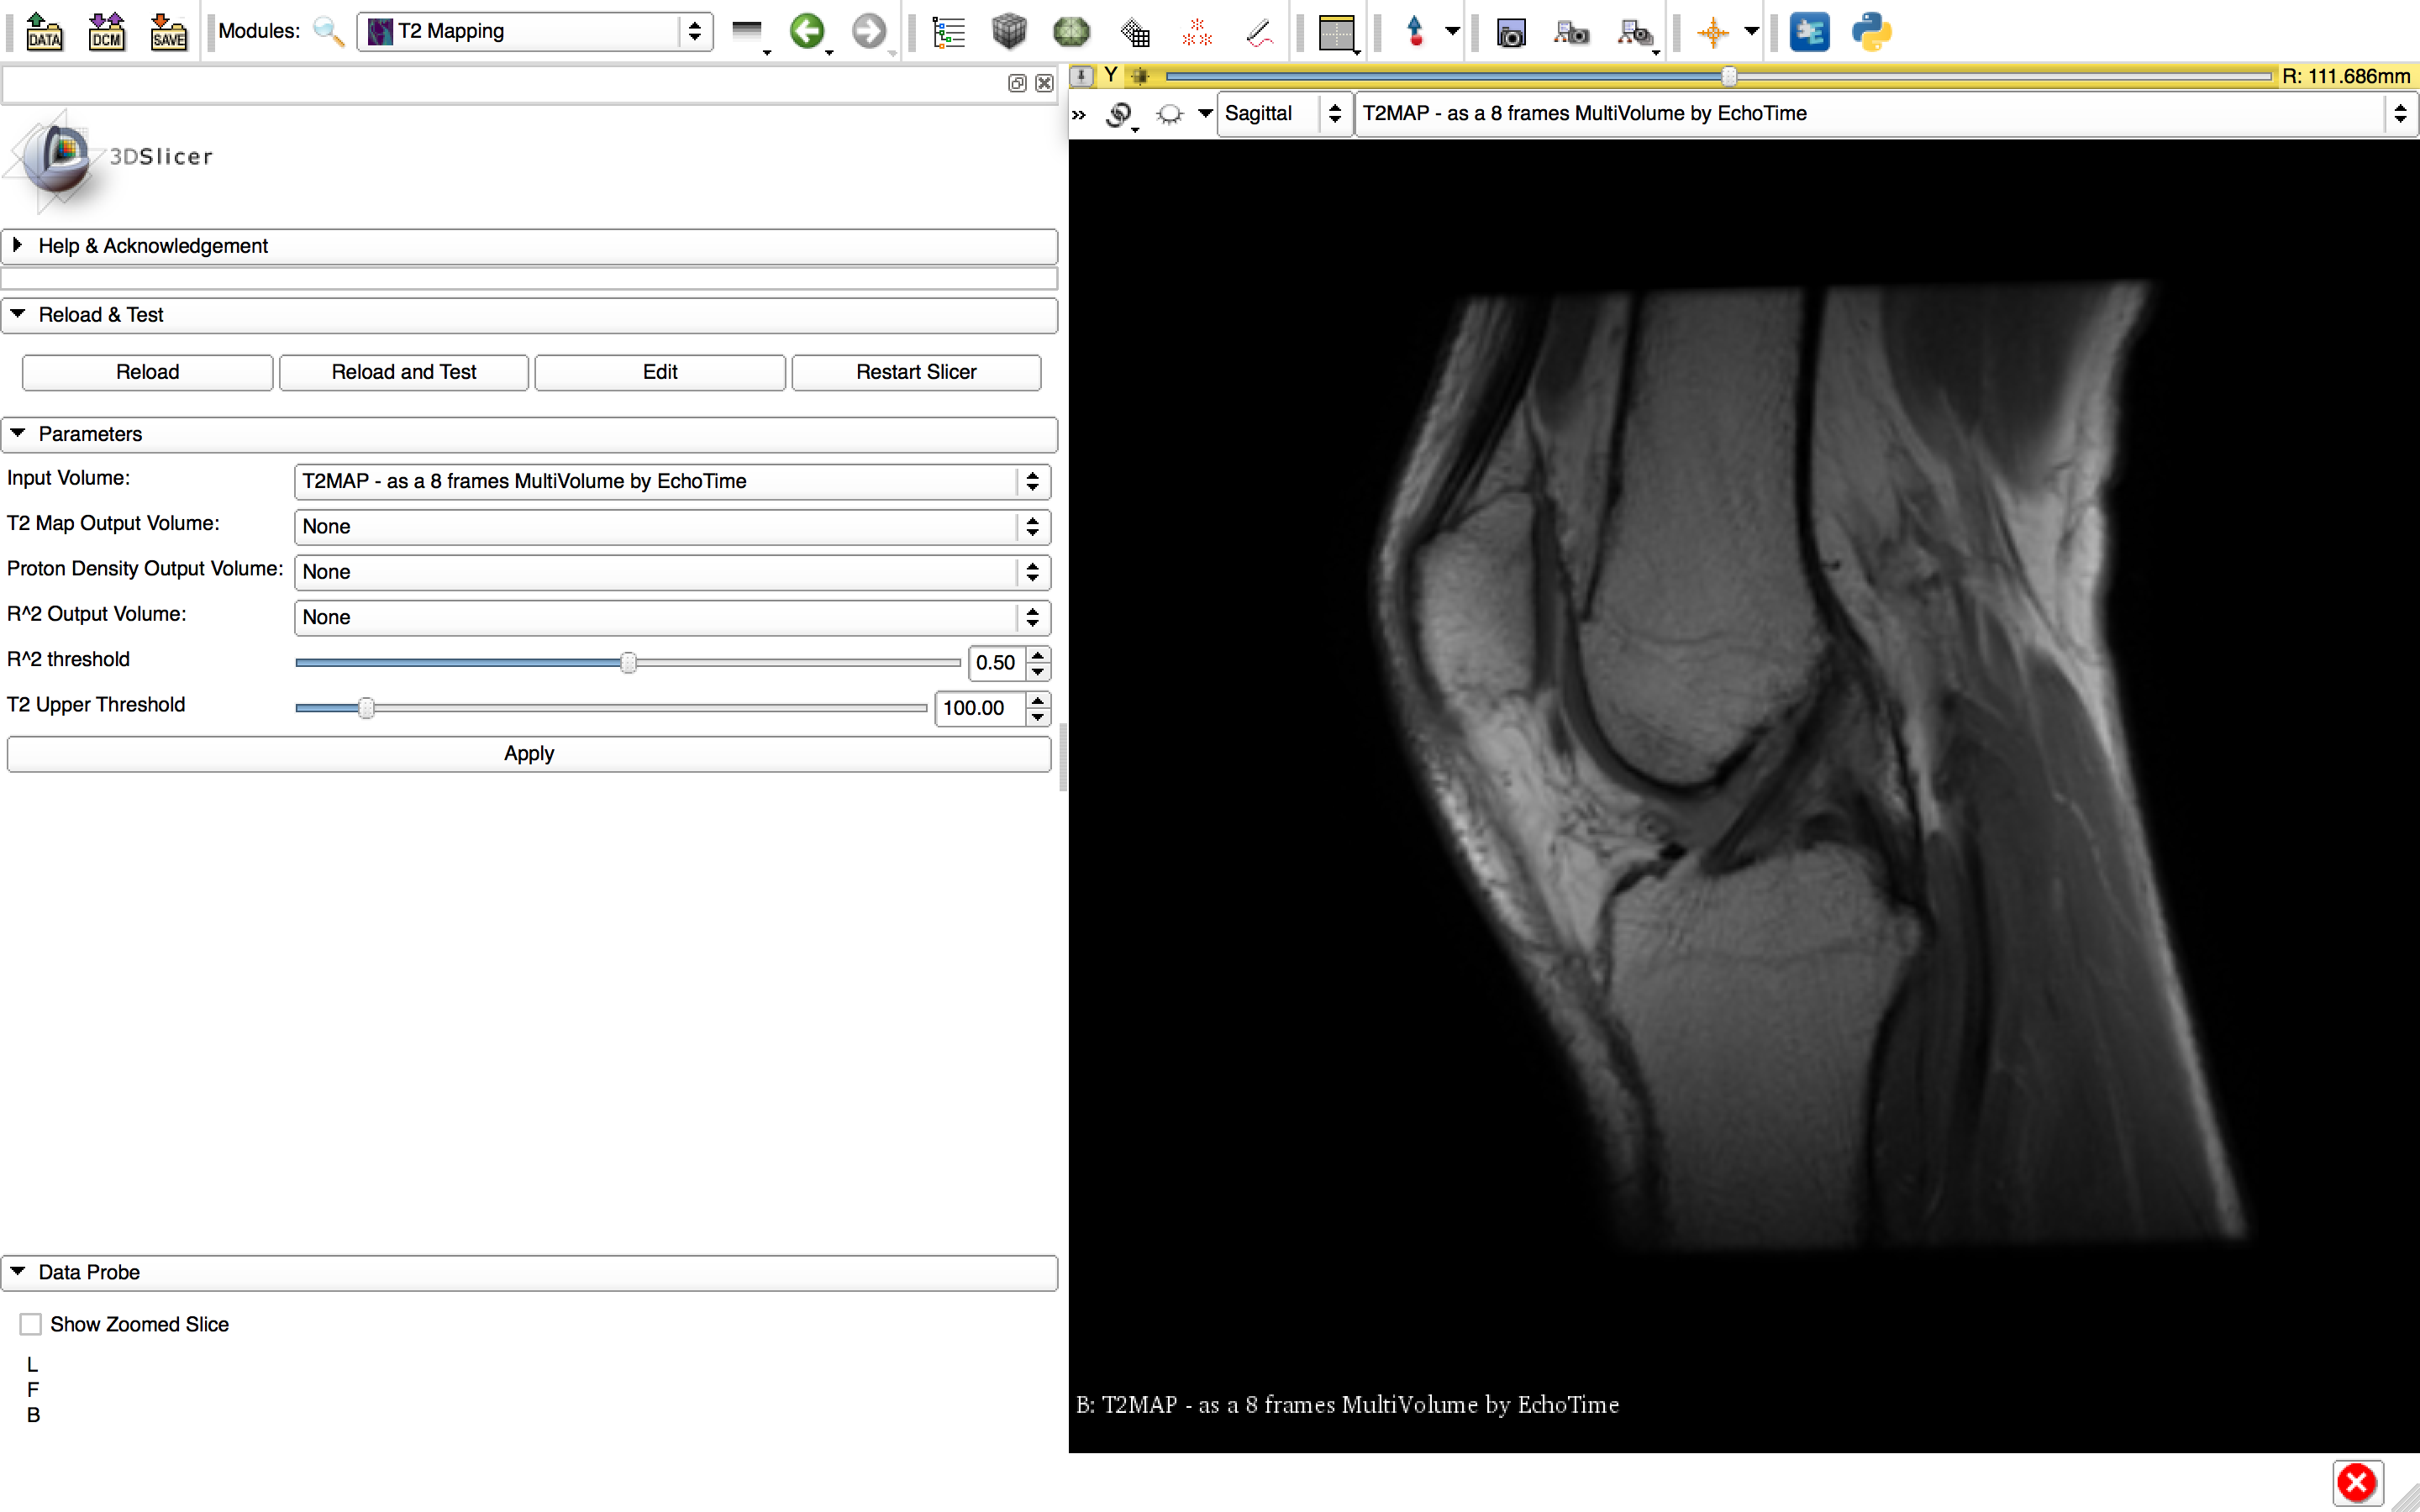 DATA DCM SAVE Modules: T2 Mapping
Y R: 111.686mm
» Sagittal T2MAP - as a 8 frames MultiVolume by EchoTime
3DSlicer
Help & Acknowledgement
Reload & Test
Reload Reload and Test Edit Restart Slicer
Parameters
Input Volume: T2MAP - as a 8 frames MultiVolume by EchoTime
T2 Map Output Volume: None
Proton Density Output Volume: None
R^2 Output Volume: None
R^2 threshold 0.50
T2 Upper Threshold 100.00
Apply
Data Probe
Show Zoomed Slice
L
F
B
B: T2MAP - as a 8 frames MultiVolume by EchoTime